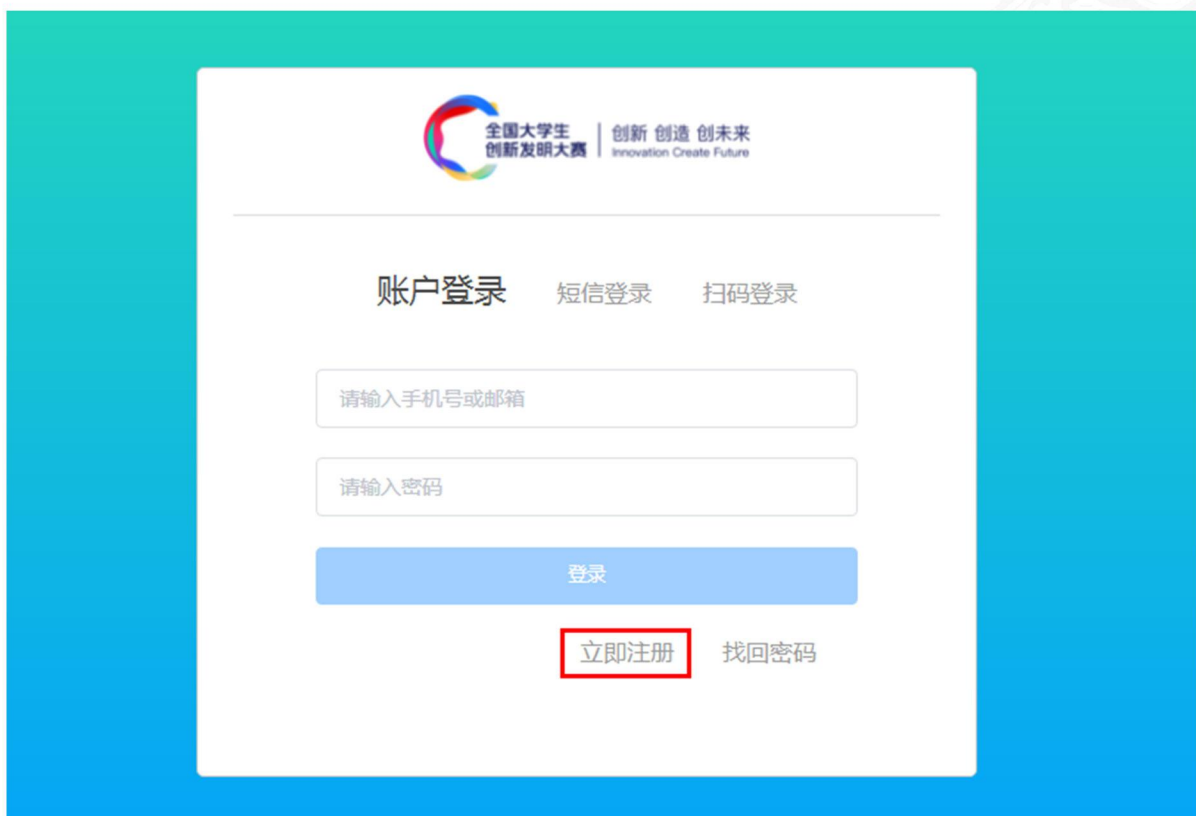 全国大学生
创新发明大赛
创新 创造 创未来
Innovation Create Future
账户登录 短信登录 扫码登录
请输入手机号或邮箱
请输入密码
登录
立即注册 找回密码